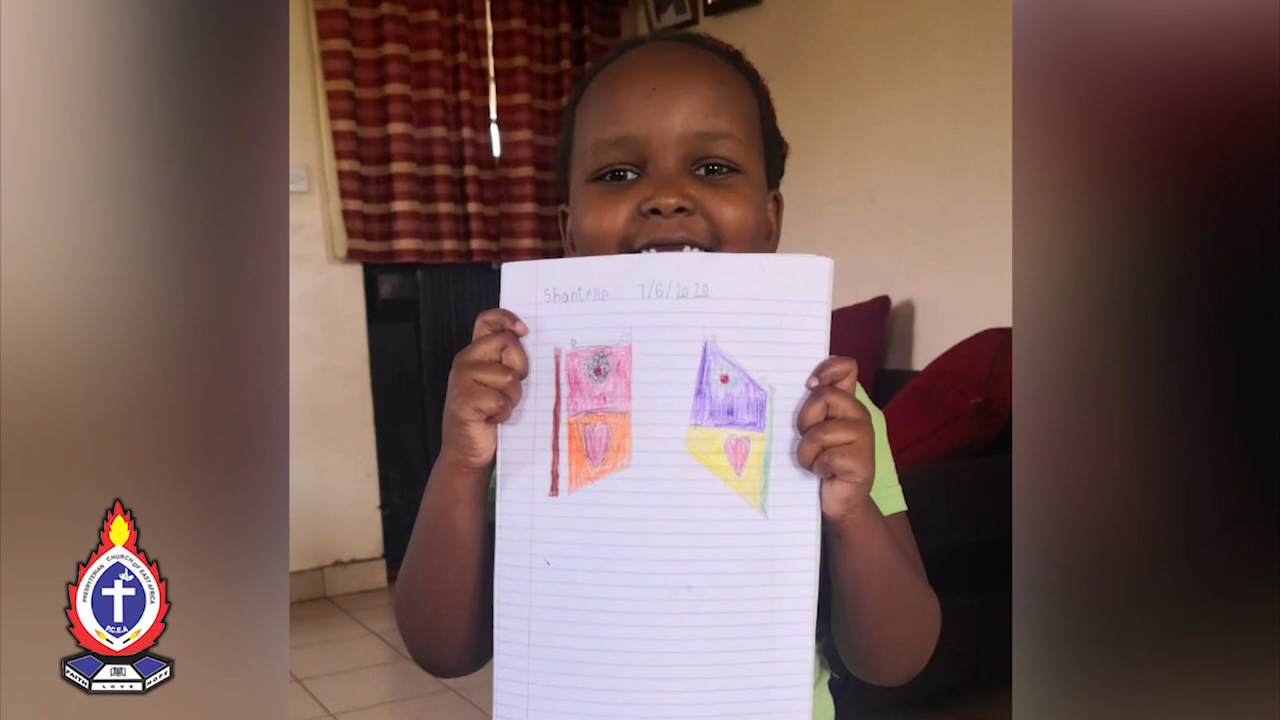 Shantelle 7/6/2020
PRESBYTERIAN CHURCH OF EAST AFRICA
P.C.E.A
FAITH LOVE HOPE